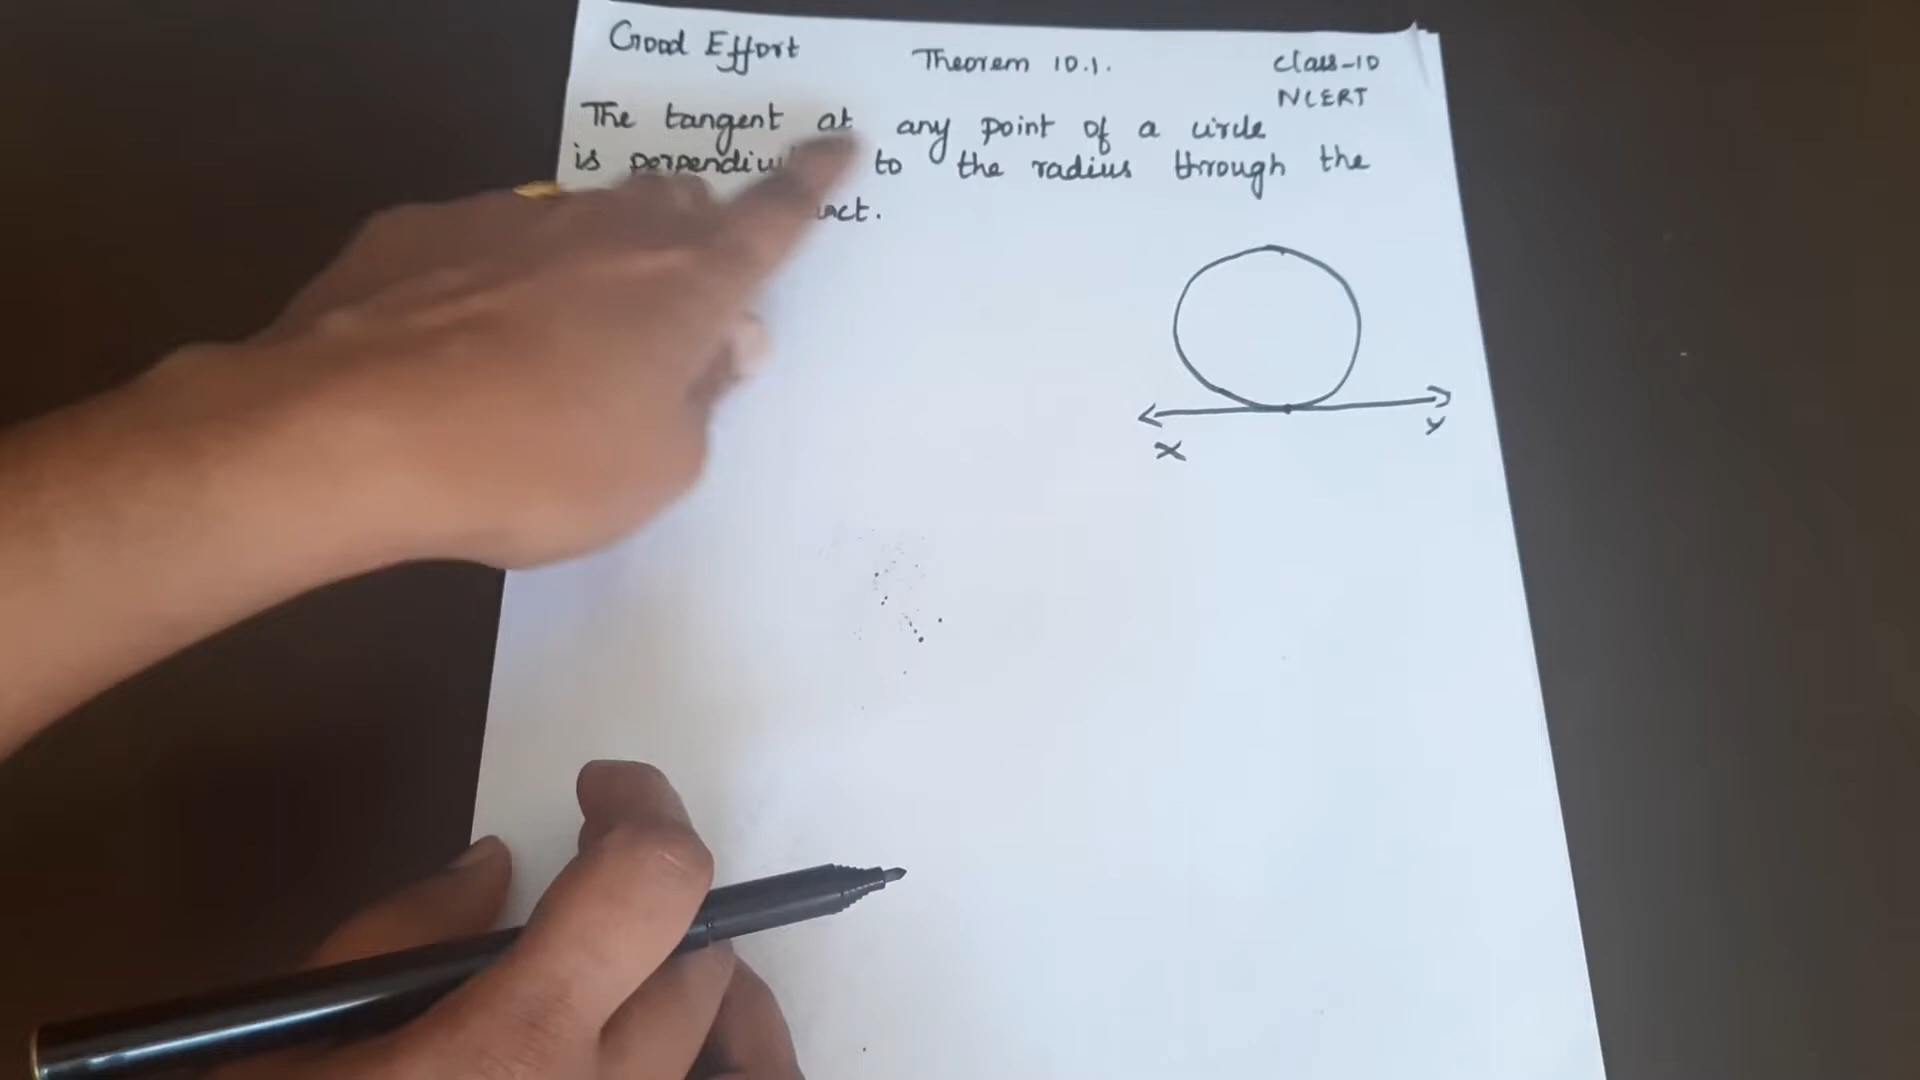 Good Effort
Theorem 10.1.
Class-10
NCERT
The tangent at any point of a circle
is to the radius through the
x
y